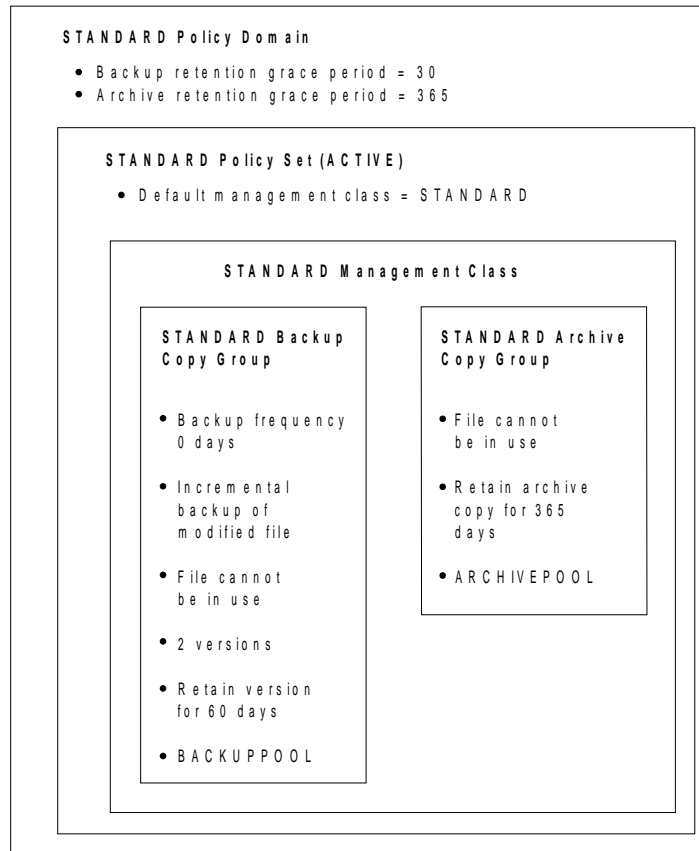 STANDARD Policy Domain
• Backup retention grace period = 30
• Archive retention grace period = 365
STANDARD Policy Set (ACTIVE)
• Default management class = STANDARD
STANDARD Management Class
STANDARD Backup
Copy Group
• Backup frequency
0 days
• Incremental
backup of
modified file
• File cannot
be in use
• 2 versions
• Retain version
for 60 days
• BACKUPPOOL
STANDARD Archive
Copy Group
• File cannot
be in use
• Retain archive
copy for 365
days
• ARCHIVEPOOL